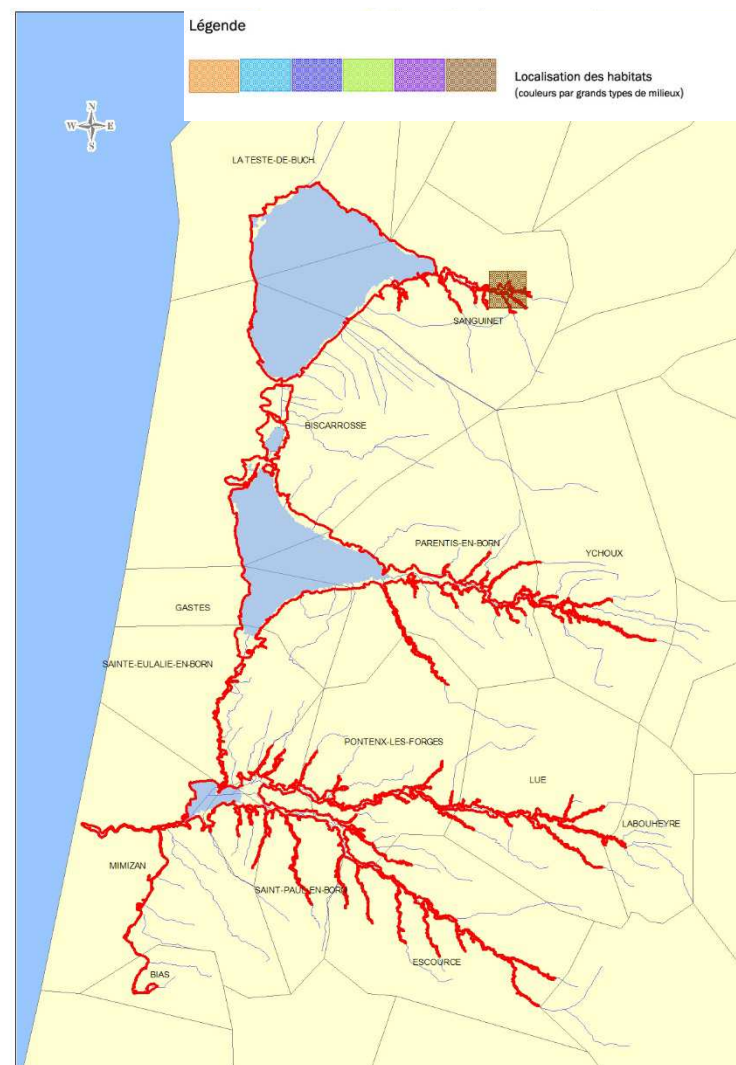 Légende
Localisation des habitats
(couleurs par grands types de milieux)
N
W E
S
LA TESTE-DE-BUCH
SANGUINET
BISCARROSSE
PARENTIS-EN-BORN
YCHOUX
GASTES
SAINTE-EULALIE-EN-BORN
PONTENX-LES-FORGES
LUE
LABOUHEYRE
MIMIZAN
SAINT-PAUL-EN-BORN
ESCOURCE
BIAS